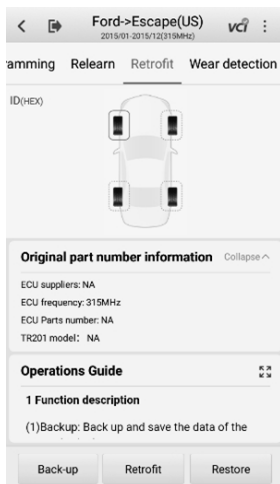 Ford->Escape(US)
2015/01-2015/12(315MHz)
vci
ramming Relearn Retrofit Wear detection
ID(HEX)
Original part number information Collapse
ECU suppliers: NA
ECU frequency: 315MHz
ECU Parts number: NA
TR201 model: NA
Operations Guide
1 Function description
(1)Backup: Back up and save the data of the
Back-up Retrofit Restore